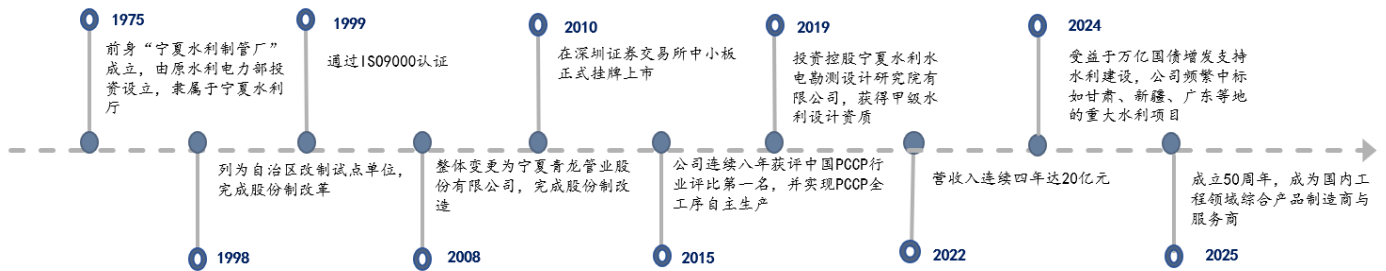 1975
前身“宁夏水利制管厂”
成立，由原水利电力部投
资设立，隶属于宁夏水利
厅
列为自治区改制试点单位，
完成股份制改革
1998
1999
通过ISO9000认证
整体变更为宁夏青龙管业股
份有限公司，完成股份制改
造
2008
2010
在深圳证券交易所中小板
正式挂牌上市
公司连续八年获评中国PCCP行
业评比第一名，并实现PCCP全
工序自主生产
2015
2019
投资控股宁夏水利水
电勘测设计研究院有
限公司，获得甲级水
利设计资质
营收入连续四年达20亿元
2022
2024
受益于万亿国债增发支持
水利建设，公司频繁中标
如甘肃、新疆、广东等地
的重大水利项目
成立50周年，成为国内工
程领域综合产品制造商与
服务商
2025